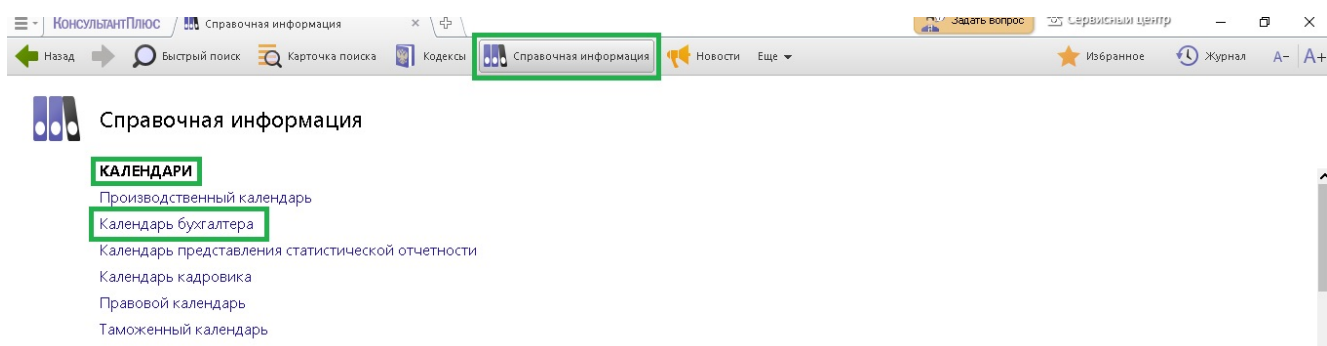 КонсультантПлюс Справочная информация Задать вопрос Сервисный центр
Назад Быстрый поиск Карточка поиска Кодексы Справочная информация Новости Еще Избранное Журнал A- A+
Справочная информация
КАЛЕНДАРИ
Производственный календарь
Календарь бухгалтера
Календарь представления статистической отчетности
Календарь кадровика
Правовой календарь
Таможенный календарь